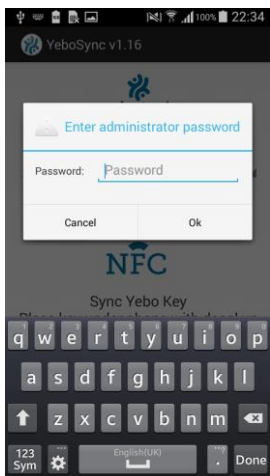 100% 22:34
YeboSync v1.16
Enter administrator password
Password: Password
Cancel Ok
NFC
Sync Yebo Key
q w e r t y u i o p
a s d f g h j k l
z x c v b n m
123
Sym English(UK) . Done